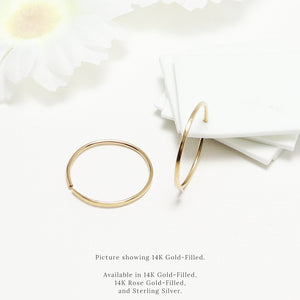 Picture showing 14K Gold-Filled.
Available in 14K Gold-Filled,
14K Rose Gold-Filled,
and Sterling Silver.